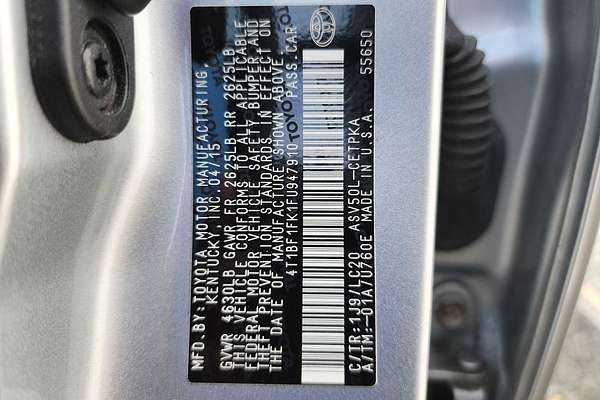 MFD. BY: TOYOTA MOTOR MANUFACTURING,
KENTUCKY, INC. 04/15
GVWR 4630LB GAWR FR 2625LB RR 2625LB
THIS VEHICLE CONFORMS TO ALL APPLICABLE
FEDERAL MOTOR VEHICLE SAFETY, BUMPER, AND
THEFT PREVENTION STANDARDS IN EFFECT ON
THE DATE OF MANUFACTURE SHOWN ABOVE.
4T1BF1FK1FU947910 PASS. CAR
C/TR: 1J9/LC20 ASV50L-CETPKA 55650
A/TM: -01A/U760E MADE IN U.S.A.